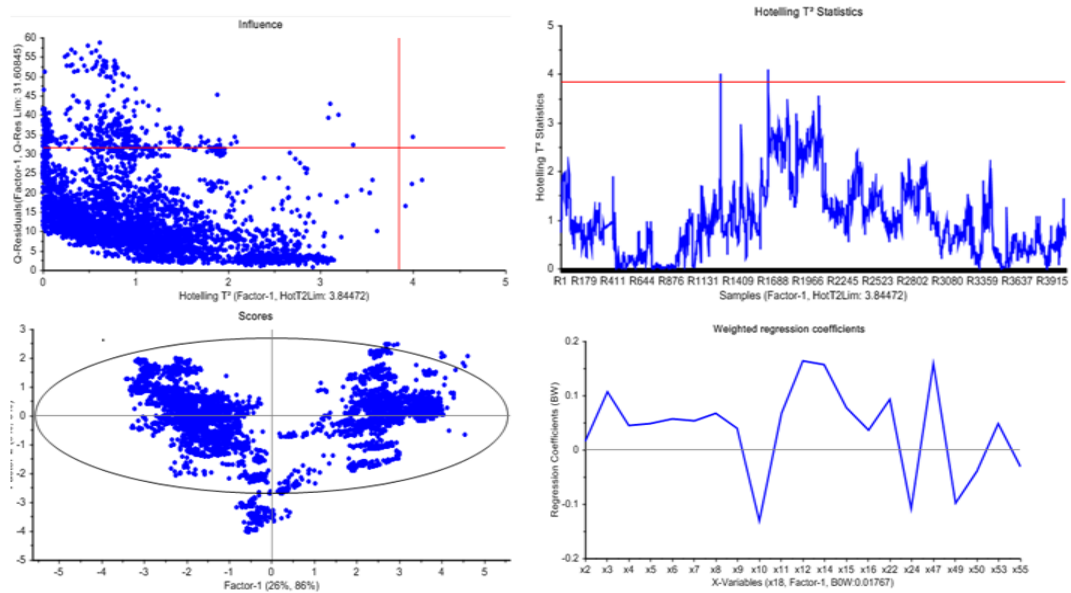 Influence
Q-Residuals(Factor-1, Q-Res Lim: 31.60845)
60
55
50
45
40
35
30
25
20
15
10
5
0
0 1 2 3 4 5
Hotelling T² (Factor-1, HotT2Lim: 3.84472)
Hotelling T² Statistics
Hotelling T² Statistics
5
4
3
2
1
0
R1 R179 R411 R644 R876 R1131 R1409 R1688 R1966 R2245 R2523 R2802 R3080 R3359 R3637 R3915
Samples (Factor-1, HotT2Lim: 3.84472)
Scores
3
2
1
0
-1
-2
-3
-4
-5
-5 -4 -3 -2 -1 0 1 2 3 4 5
Factor-1 (26%, 86%)
Weighted regression coefficients
Regression Coefficients (BW)
0.2
0.1
0
-0.1
-0.2
x2 x3 x4 x5 x6 x7 x8 x9 x10 x11 x12 x14 x15 x16 x22 x24 x47 x49 x50 x53 x55
X-Variables (x18, Factor-1, B0W:0.01767)